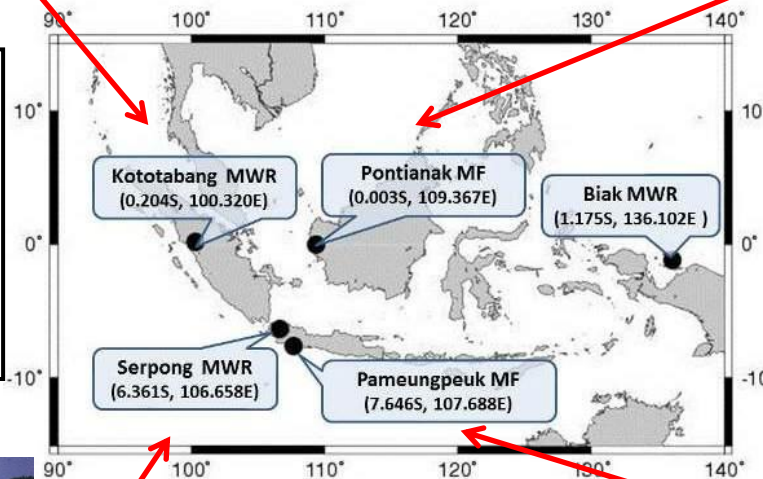 90° 100° 110° 120° 130° 140°
10° 10
Kototabang MWR
(0.204S, 100.320E)
Pontianak MF
(0.003S, 109.367E)
Biak MWR
(1.175S, 136.102E )
0° 0°
Serpong MWR
(6.361S, 106.658E)
Pameungpeuk MF
(7.646S, 107.688E)
-10° -10
90° 100° 110° 120° 130° 140°